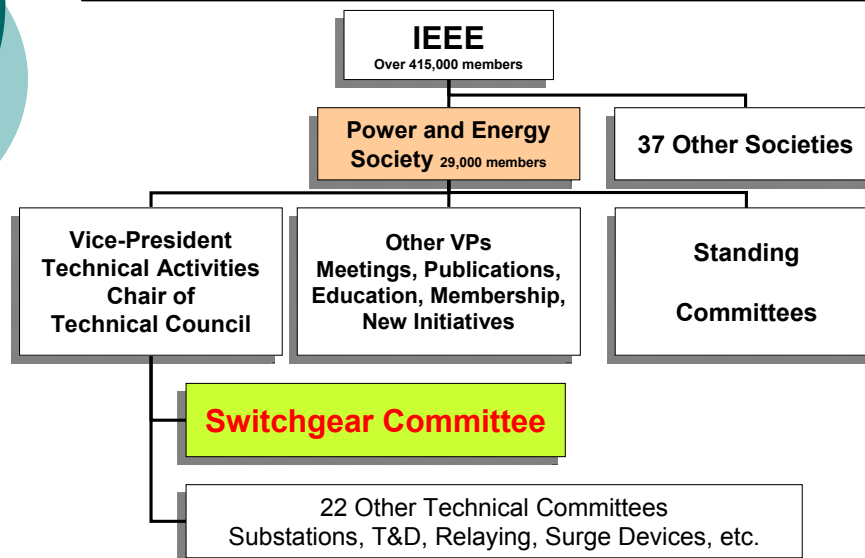 IEEE
Over 415,000 members
Power and Energy
Society 29,000 members
37 Other Societies
Vice-President
Technical Activities
Chair of
Technical Council
Other VPs
Meetings, Publications,
Education, Membership,
New Initiatives
Standing
Committees
Switchgear Committee
22 Other Technical Committees
Substations, T&D, Relaying, Surge Devices, etc.